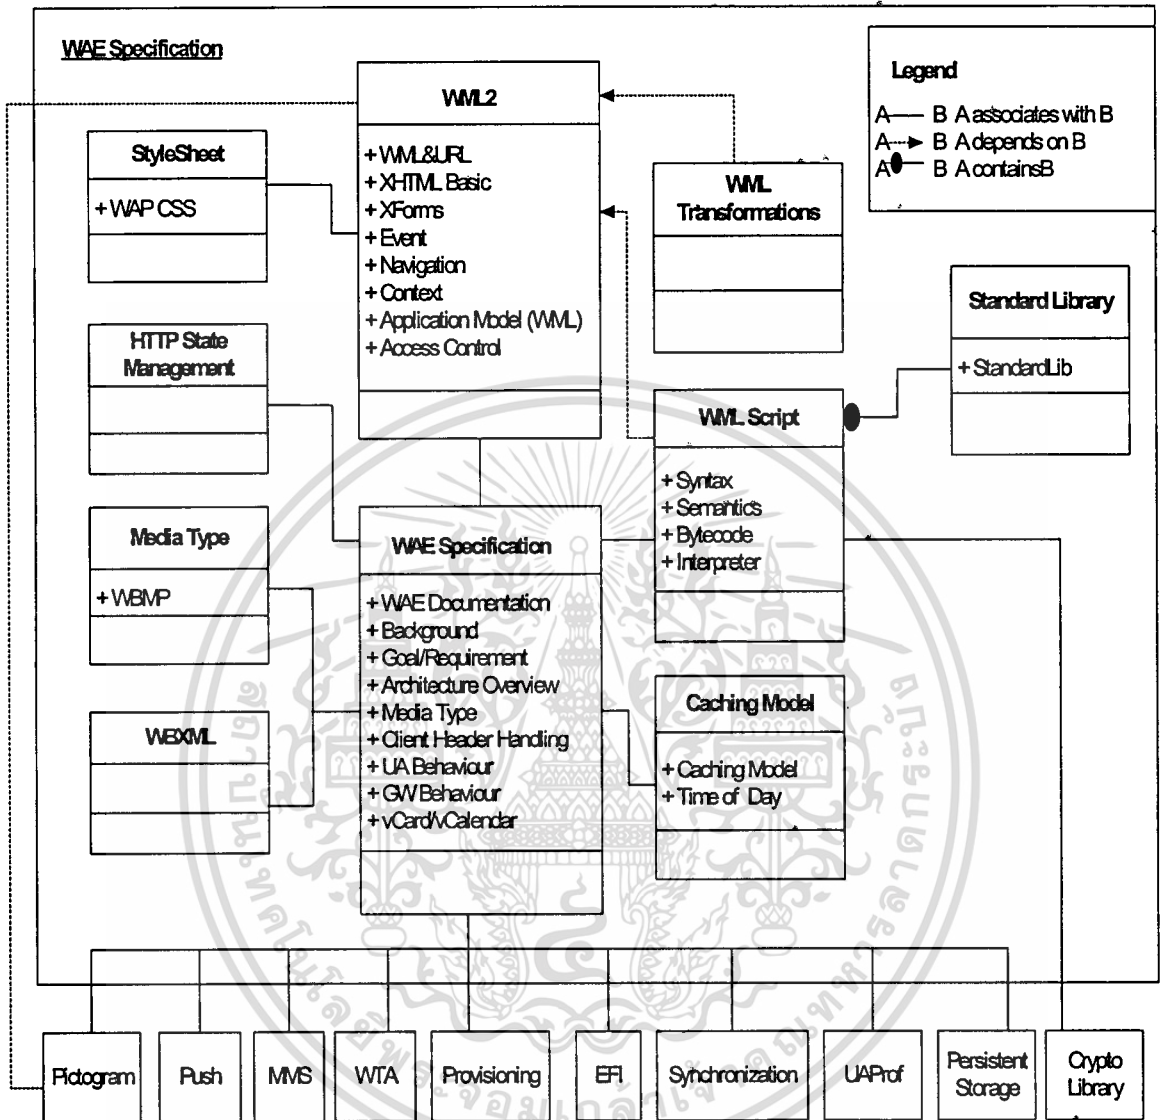 WAE Specification
Legend
A B A associates with B
A B A depends on B
A B A containsB
WML2
+ WML&URL
+ XHTML Basic
+ XForms
+ Event
+ Navigation
+ Context
+ Application Model (WML)
+ Access Control
StyleSheet
+ WAP CSS
WML
Transformations
Standard Library
+ StandardLib
HTTP State
Management
WML Script
+ Syntax
+ Semantics
+ Bytecode
+ Interpreter
Media Type
+ WBMP
WAE Specification
+ WAE Documentation
+ Background
+ Goal/Requirement
+ Architecture Overview
+ Media Type
+ Client Header Handling
+ UA Behaviour
+ GW Behaviour
+ vCard/vCalendar
Caching Model
+ Caching Model
+ Time of Day
WBXML
Pictogram
Push
MMS
WTA
Provisioning
EFI
Synchronization
UAProf
Persistent
Storage
Crypto
Library